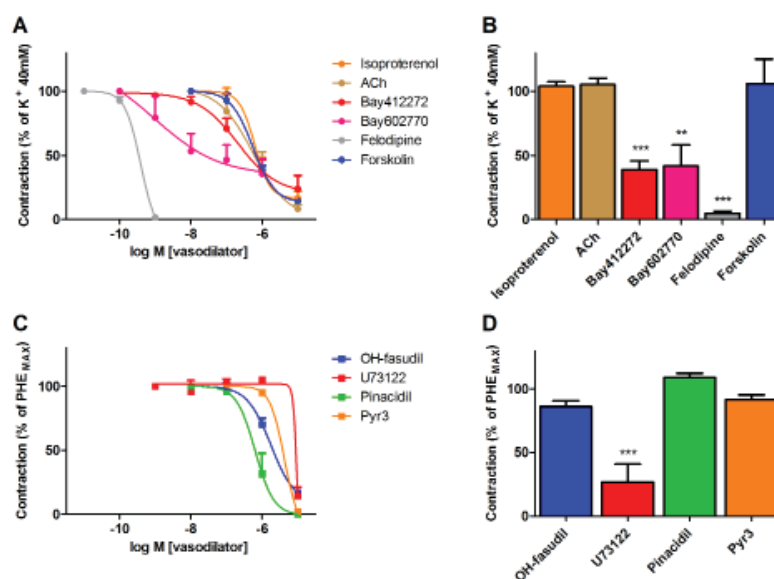 A
Contraction (% of K+ 40mM)
100
50
0
-10
-8
-6
log M [vasodilator]
Isoproterenol
ACh
Bay412272
Bay602770
Felodipine
Forskolin
B
Contraction (% of K+ 40mM)
100
50
0
***
**
***
Isoproterenol
ACh
Bay412272
Bay602770
Felodipine
Forskolin
C
Contraction (% of PHEMAX)
100
50
0
-10
-8
-6
log M [vasodilator]
OH-fasudil
U73122
Pinacidil
Pyr3
D
Contraction (% of PHEMAX)
100
50
0
***
OH-fasudil
U73122
Pinacidil
Pyr3